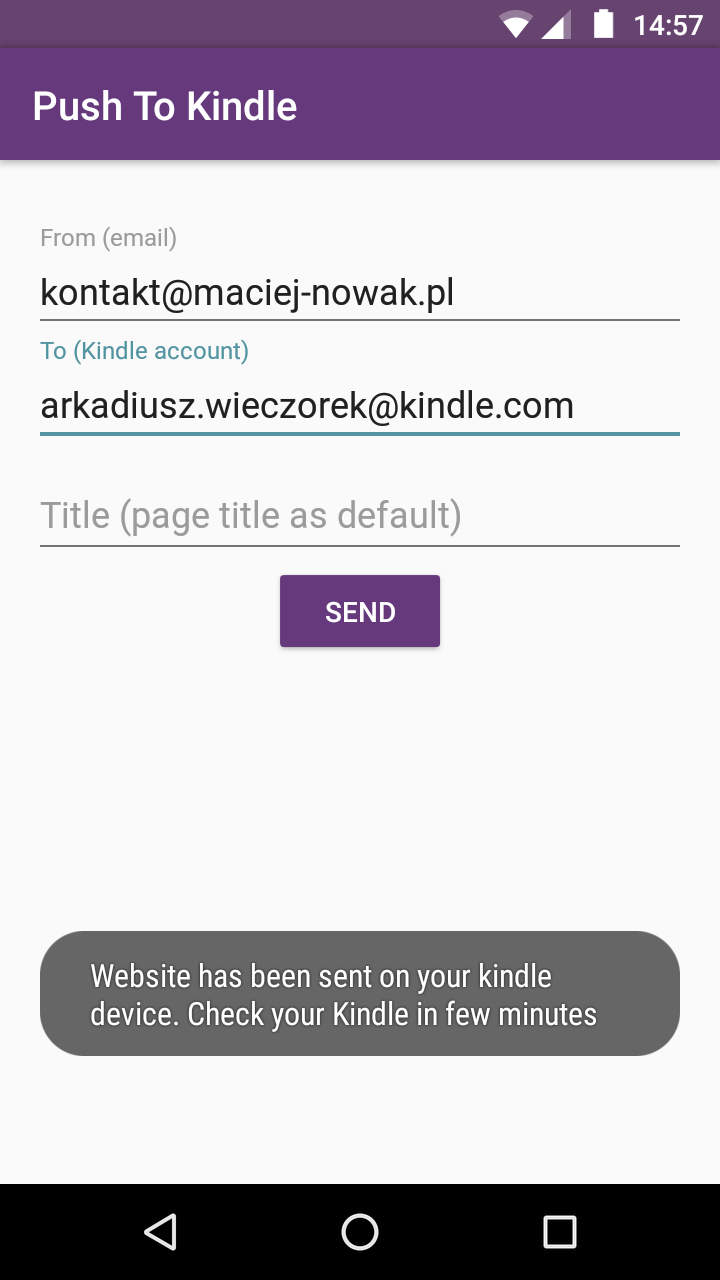 14:57
Push To Kindle
From (email)
kontakt@maciej-nowak.pl
To (Kindle account)
arkadiusz.wieczorek@kindle.com
Title (page title as default)
SEND
Website has been sent on your kindle
device. Check your Kindle in few minutes